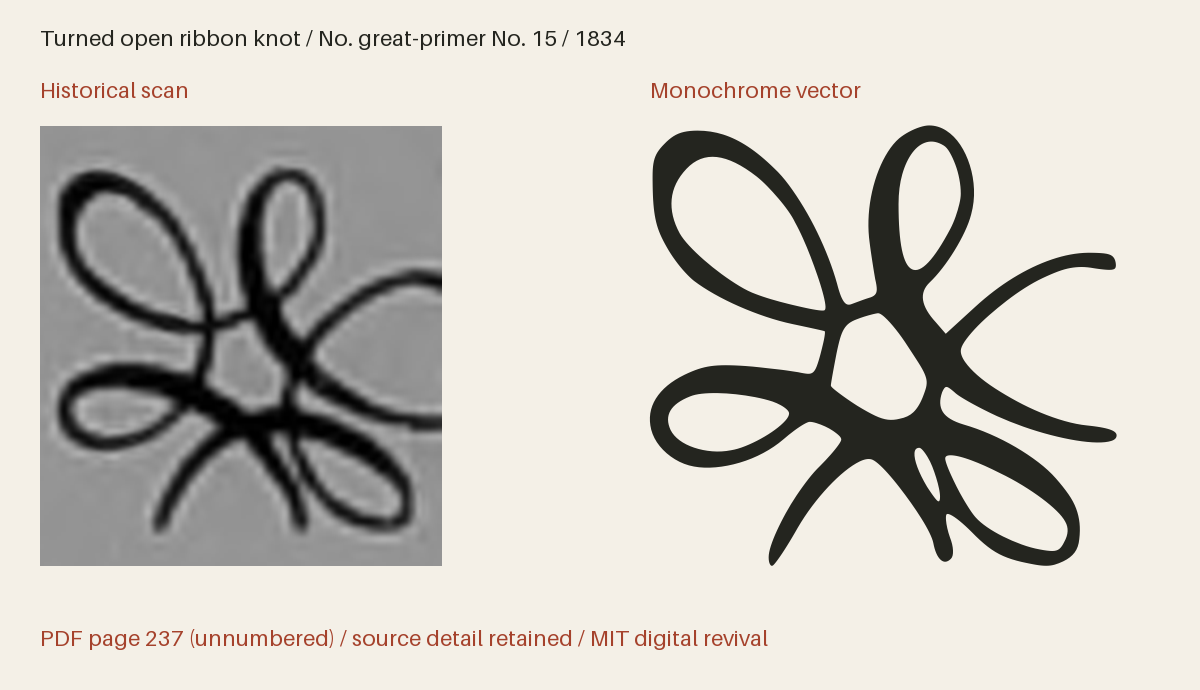 Turned open ribbon knot / No. great-primer No. 15 / 1834
Historical scan
Monochrome vector
PDF page 237 (unnumbered) / source detail retained / MIT digital revival